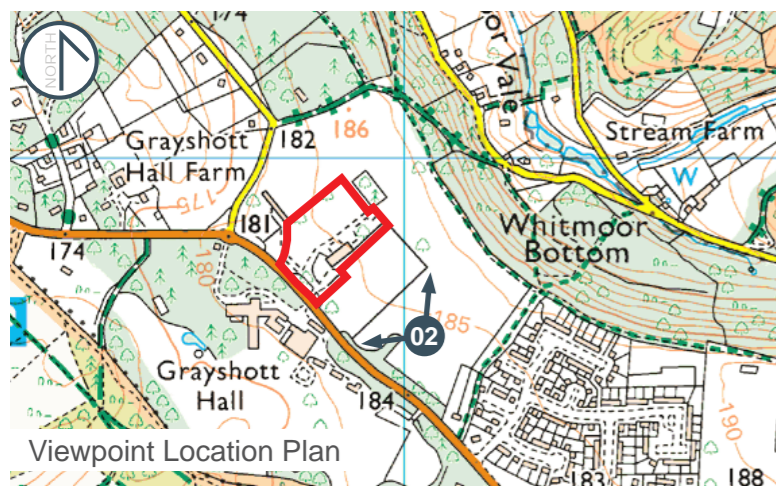 174
NORTH
or Vale
186
182
Grayshott
Hall Farm
Stream Farm
175
W
181
174
180
Whitmoor
Bottom
02
185
Grayshott
Hall
184
190
183
188
Viewpoint Location Plan